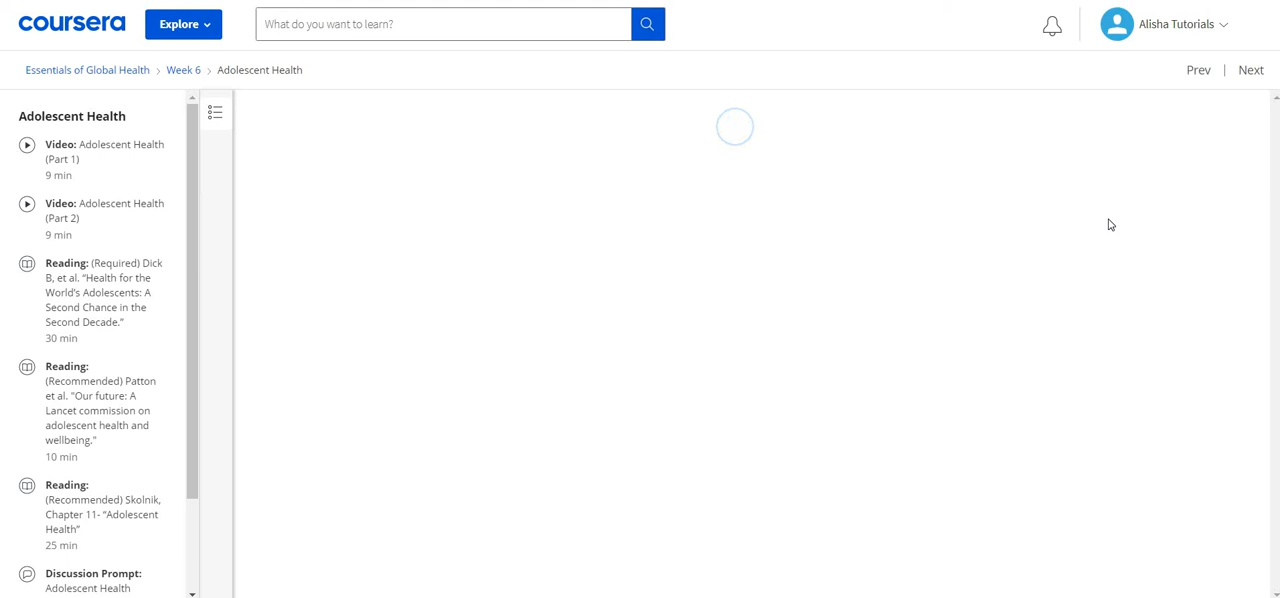 coursera
Explore
What do you want to learn?
Alisha Tutorials
Essentials of Global Health > Week 6 > Adolescent Health
Prev | Next
Adolescent Health
Video: Adolescent Health
(Part 1)
9 min
Video: Adolescent Health
(Part 2)
9 min
Reading: (Required) Dick
B, et al. “Health for the
World’s Adolescents: A
Second Chance in the
Second Decade.”
30 min
Reading:
(Recommended) Patton
et al. "Our future: A
Lancet commission on
adolescent health and
wellbeing."
10 min
Reading:
(Recommended) Skolnik,
Chapter 11- “Adolescent
Health”
25 min
Discussion Prompt:
Adolescent Health